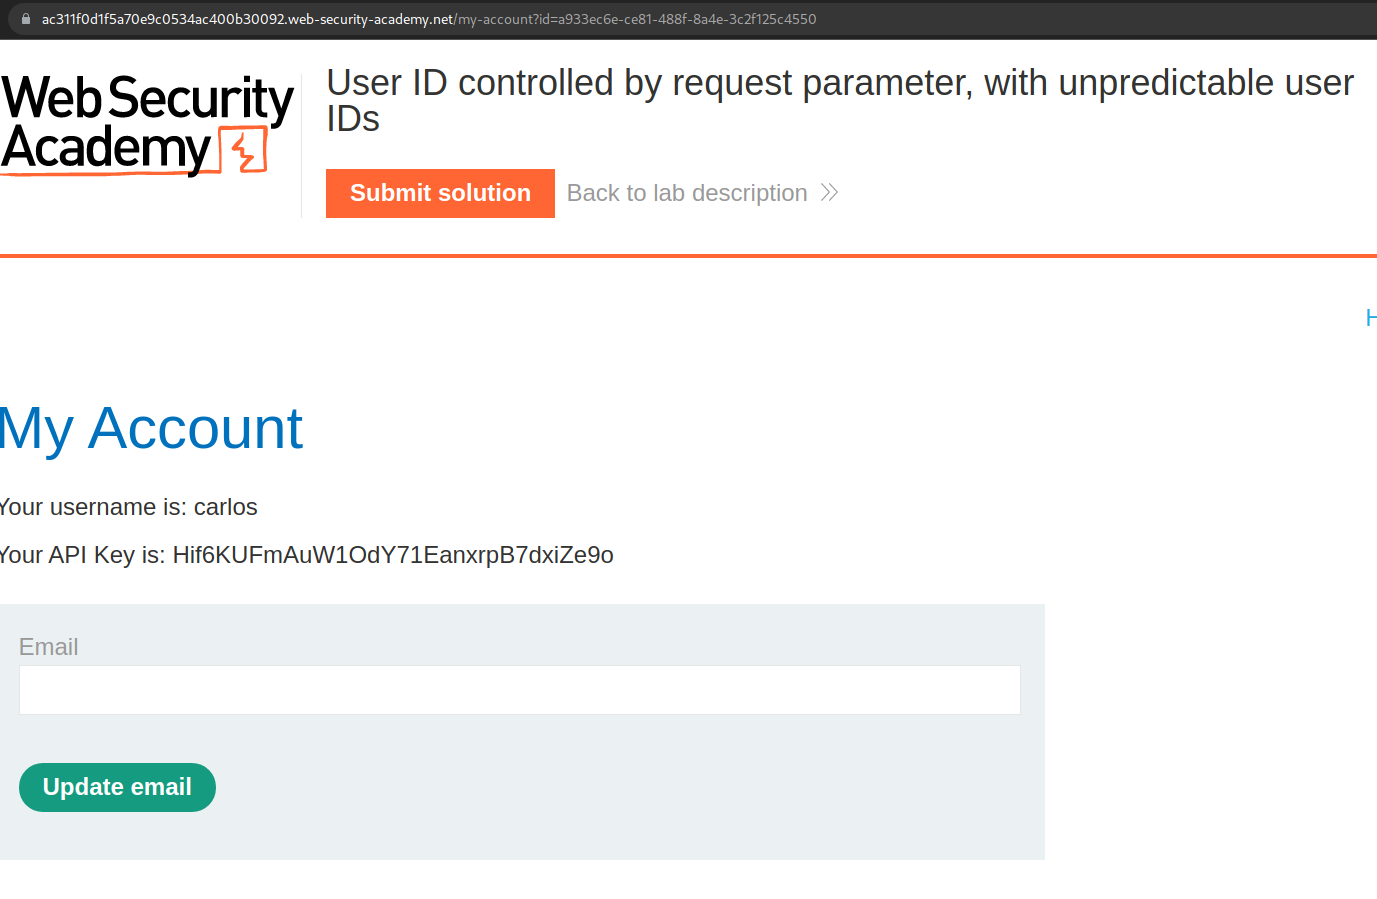 ac311f0d1f5a70e9c0534ac400b30092.web-security-academy.net/my-account?id=a933ec6e-ce81-488f-8a4e-3c2f125c4550
Web Security
Academy
User ID controlled by request parameter, with unpredictable user
IDs
Submit solution
Back to lab description
H
My Account
Your username is: carlos
Your API Key is: Hif6KUFmAuW1OdY71EanxrpB7dxiZe9o
Email
Update email